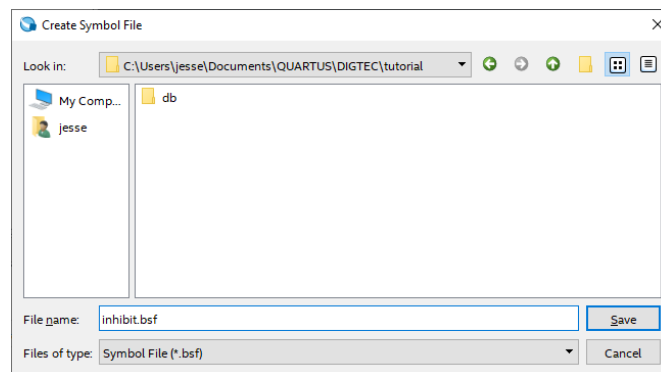 Create Symbol File
Look in: C:\Users\jesse\Documents\QUARTUS\DIGTEC\tutorial
My Comp...
jesse
db
File name: inhibit.bsf Save
Files of type: Symbol File (*.bsf) Cancel